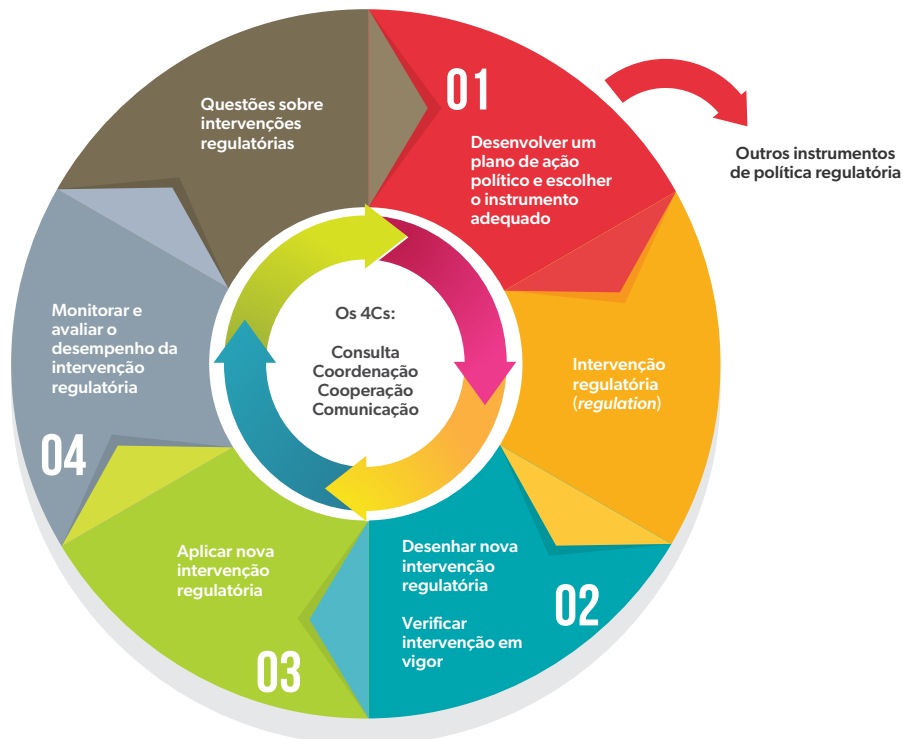 01
Desenvolver um
plano de ação
político e escolher
o instrumento
adequado
Outros instrumentos
de política regulatória
Intervenção
regulatória
(regulation)
Desenhar nova
intervenção
regulatória
Verificar
intervenção em
vigor
02
Aplicar nova
intervenção
regulatória
03
Monitorar e
avaliar o
desempenho da
intervenção
regulatória
04
Questões sobre
intervenções
regulatórias
Os 4Cs:
Consulta
Coordenação
Cooperação
Comunicação